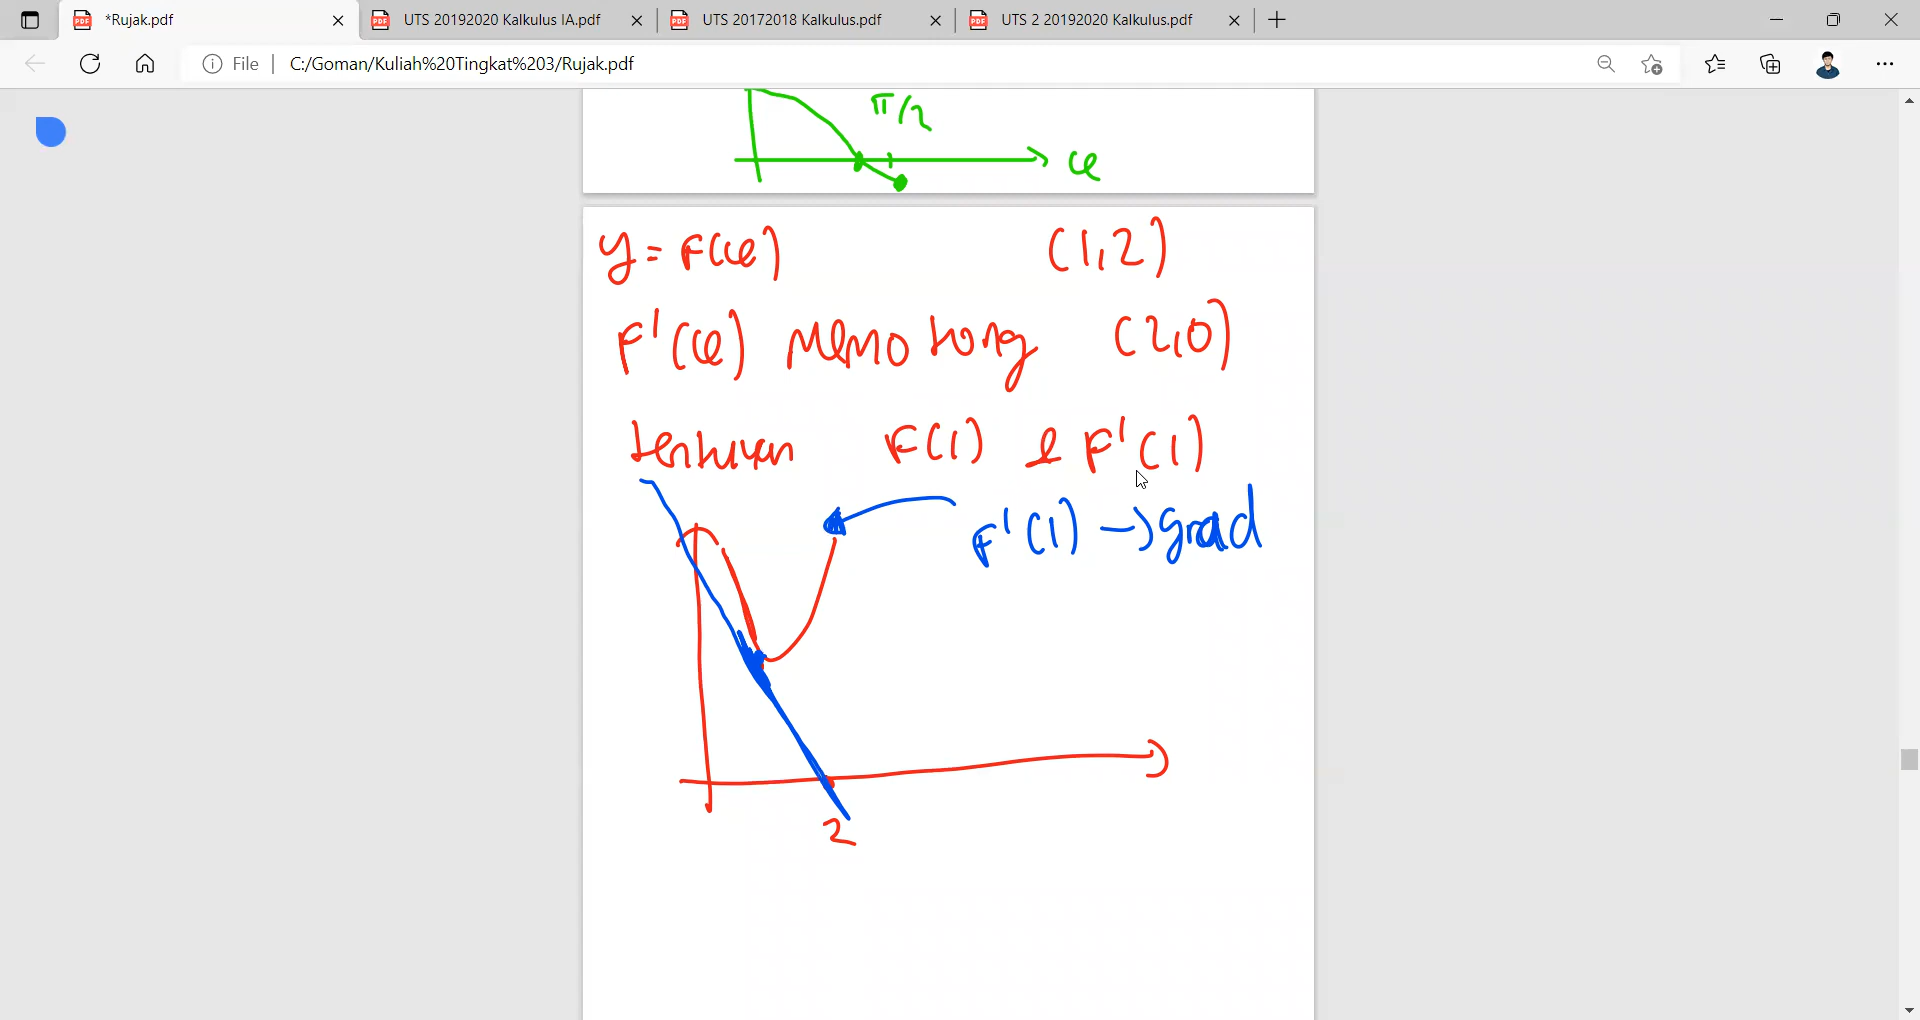 *Rujak.pdf
UTS 20192020 Kalkulus IA.pdf
UTS 20172018 Kalkulus.pdf
UTS 2 20192020 Kalkulus.pdf
File
C:/Goman/Kuliah%20Tingkat%203/Rujak.pdf
π/2
x
y = F(x) (1,2)
F'(x) memotong (2,0)
tentukan F(1) & F'(1)
F'(1) → grad
2